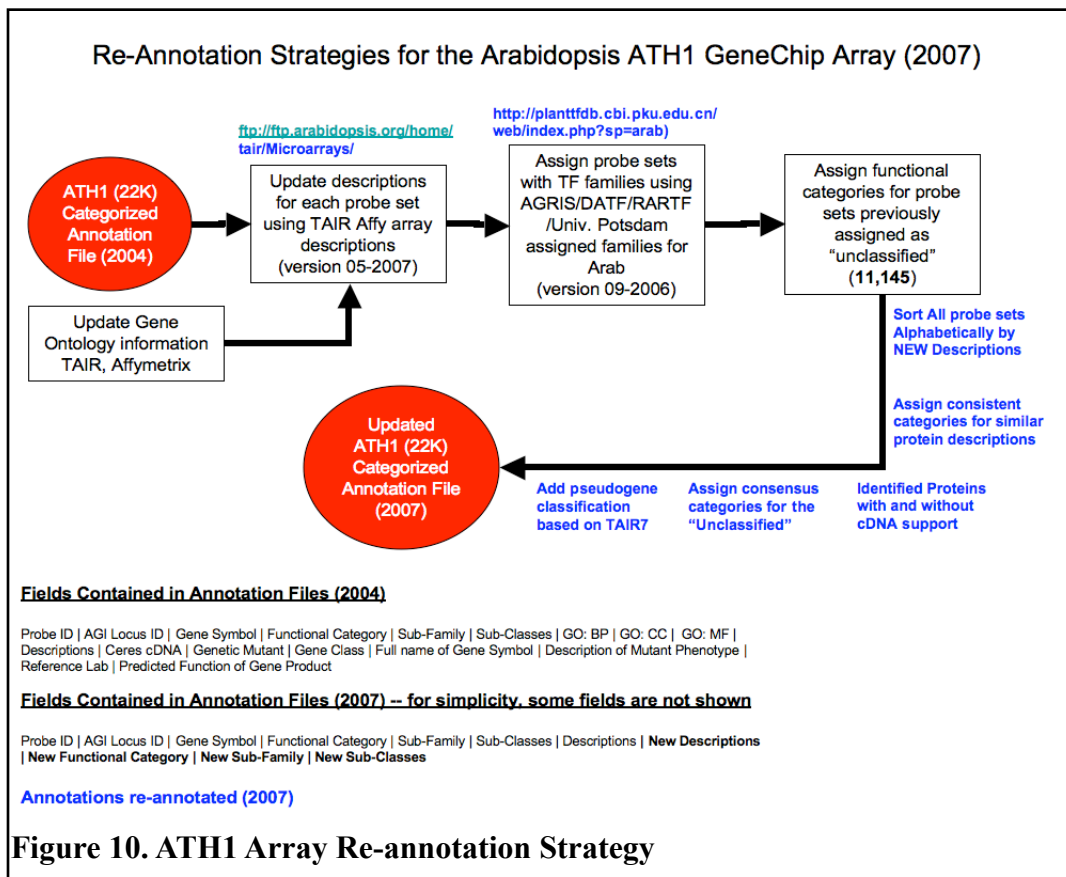 Re-Annotation Strategies for the Arabidopsis ATH1 GeneChip Array (2007)
ATH1 (22K)
Categorized
Annotation
File (2004)
ftp://ftp.arabidopsis.org/home/
tair/Microarrays/
Update descriptions
for each probe set
using TAIR Affy array
descriptions
(version 05-2007)
http://planttfdb.cbi.pku.edu.cn/
web/index.php?sp=arab)
Assign probe sets
with TF families using
AGRIS/DATF/RARTF
/Univ. Potsdam
assigned families for
Arab
(version 09-2006)
Assign functional
categories for probe
sets previously
assigned as
“unclassified”
(11,145)
Update Gene
Ontology information
TAIR, Affymetrix
Sort All probe sets
Alphabetically by
NEW Descriptions
Assign consistent
categories for similar
protein descriptions
Identified Proteins
with and without
cDNA support
Assign consensus
categories for the
“Unclassified”
Add pseudogene
classification
based on TAIR7
Updated
ATH1 (22K)
Categorized
Annotation File
(2007)
Fields Contained in Annotation Files (2004)
Probe ID | AGI Locus ID | Gene Symbol | Functional Category | Sub-Family | Sub-Classes | GO: BP | GO: CC | GO: MF |
Descriptions | Ceres cDNA | Genetic Mutant | Gene Class | Full name of Gene Symbol | Description of Mutant Phenotype |
Reference Lab | Predicted Function of Gene Product
Fields Contained in Annotation Files (2007) -- for simplicity, some fields are not shown
Probe ID | AGI Locus ID | Gene Symbol | Functional Category | Sub-Family | Sub-Classes | Descriptions | New Descriptions
| New Functional Category | New Sub-Family | New Sub-Classes
Annotations re-annotated (2007)
Figure 10. ATH1 Array Re-annotation Strategy